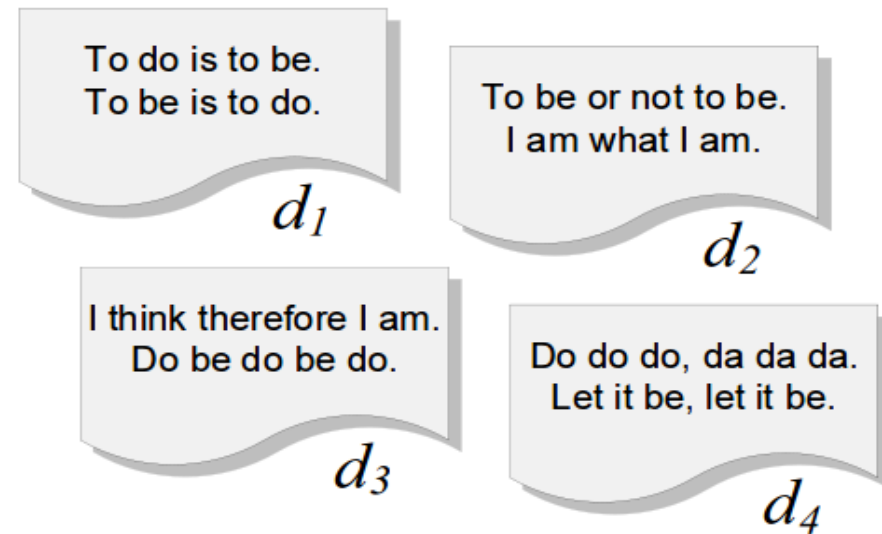 To do is to be.
To be is to do.
d1
To be or not to be.
I am what I am.
d2
I think therefore I am.
Do be do be do.
d3
Do do do, da da da.
Let it be, let it be.
d4